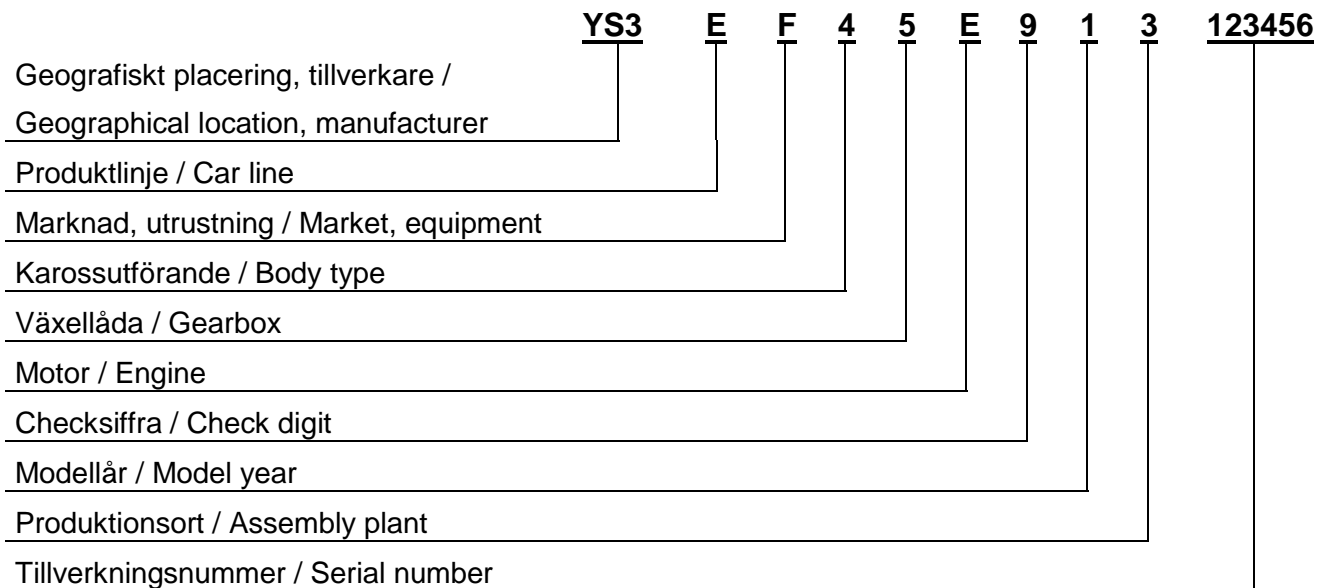 YS3 E F 4 5 E 9 1 3 123456
Geografiskt placering, tillverkare /
Geographical location, manufacturer
Produktlinje / Car line
Marknad, utrustning / Market, equipment
Karossutförande / Body type
Växellåda / Gearbox
Motor / Engine
Checksiffra / Check digit
Modellår / Model year
Produktionsort / Assembly plant
Tillverkningsnummer / Serial number